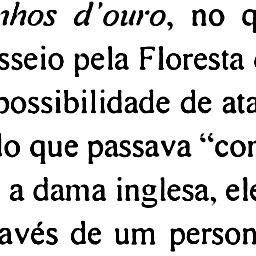 nhos d'ouro, no q
sseio pela Floresta
possibilidade de ata
lo que passava “con
a dama inglesa, ele
avés de um person